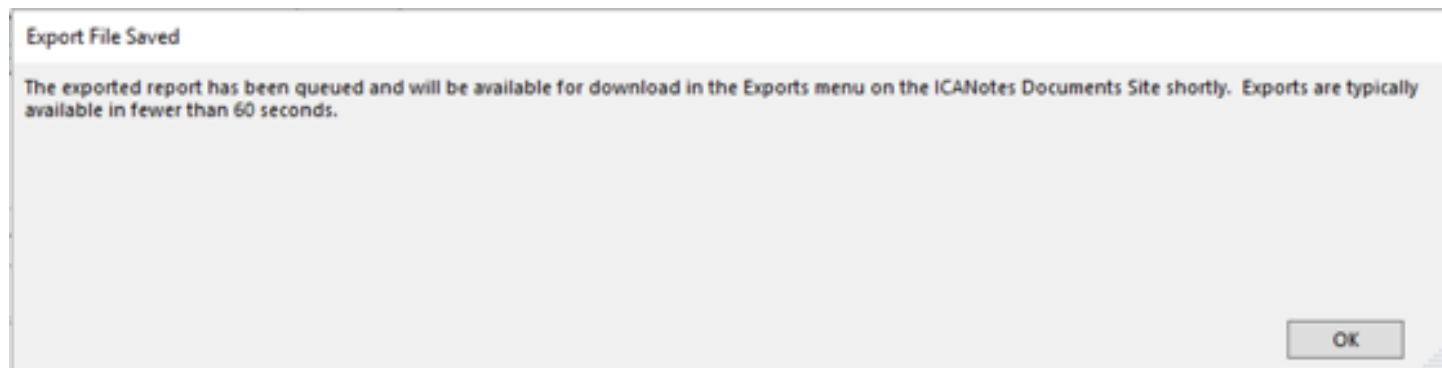 Export File Saved
The exported report has been queued and will be available for download in the Exports menu on the ICANotes Documents Site shortly.  Exports are typically
available in fewer than 60 seconds.
OK